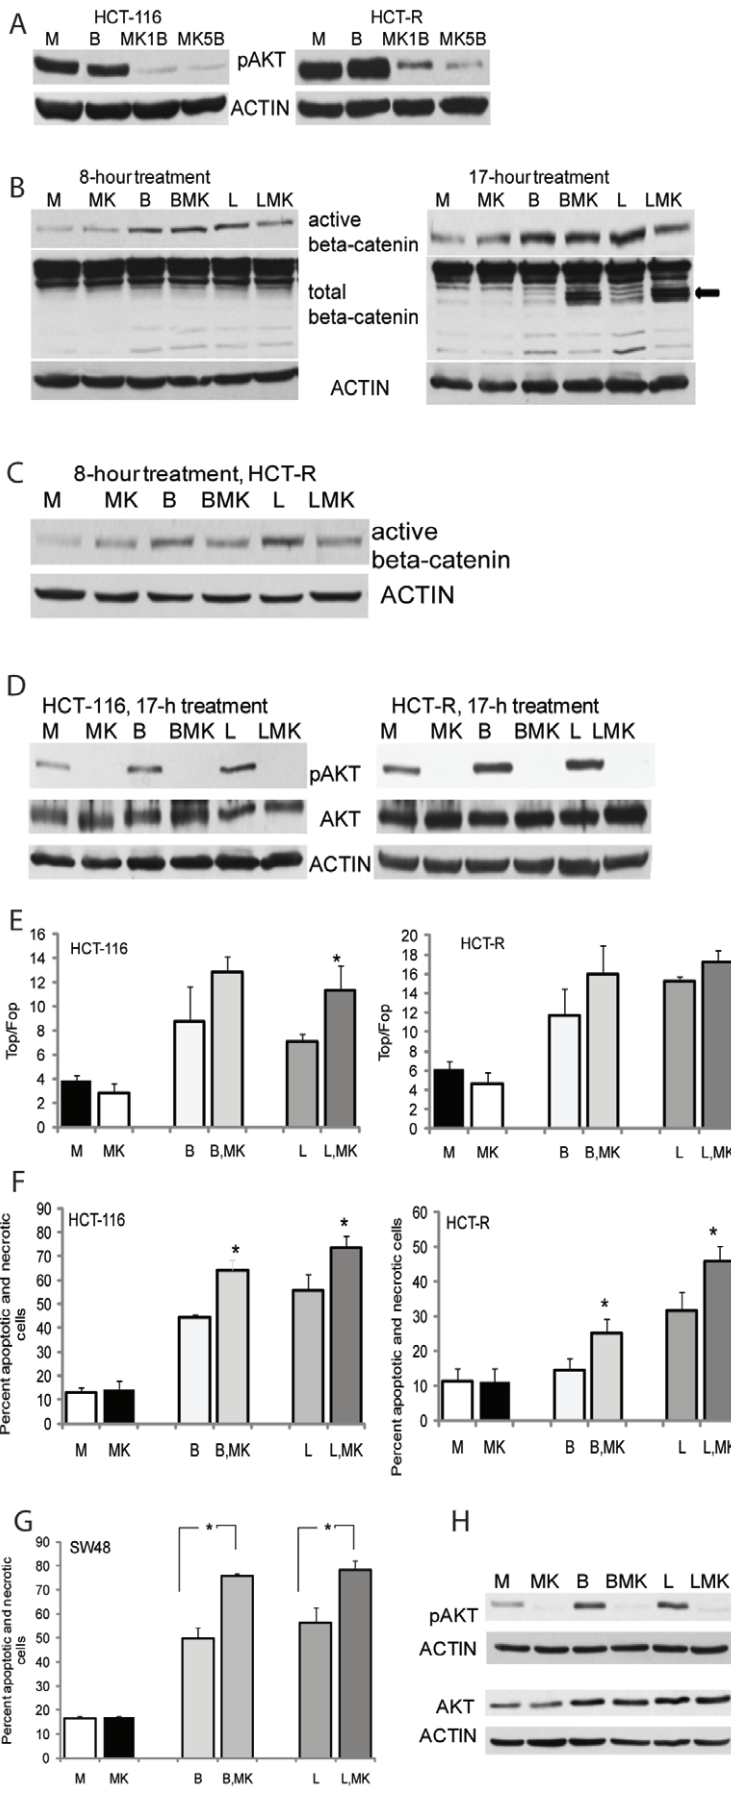 A
HCT-116
M B MK1B MK5B
pAKT
ACTIN
HCT-R
M B MK1B MK5B
B
8-hour treatment
M MK B BMK L LMK
active
beta-catenin
total
beta-catenin
ACTIN
17-hour treatment
M MK B BMK L LMK
C
8-hour treatment, HCT-R
M MK B BMK L LMK
active
beta-catenin
ACTIN
D
HCT-116, 17-h treatment
M MK B BMK L LMK
pAKT
AKT
ACTIN
HCT-R, 17-h treatment
M MK B BMK L LMK
E
HCT-116
Top/Fop
16
14
12
10
8
6
4
2
0
*
M MK B B,MK L L,MK
HCT-R
Top/Fop
20
18
16
14
12
10
8
6
4
2
0
M MK B B,MK L L,MK
F
HCT-116
Percent apoptotic and necrotic
cells
90
80
70
60
50
40
30
20
10
0
* *
M MK B B,MK L L,MK
HCT-R
Percent apoptotic and necrotic cells
60
50
40
30
20
10
0
* *
M MK B B,MK L L,MK
G
SW48
Percent apoptotic and necrotic
cells
90
80
70
60
50
40
30
20
10
0
* *
M MK B B,MK L L,MK
H
M MK B BMK L LMK
pAKT
ACTIN
AKT
ACTIN